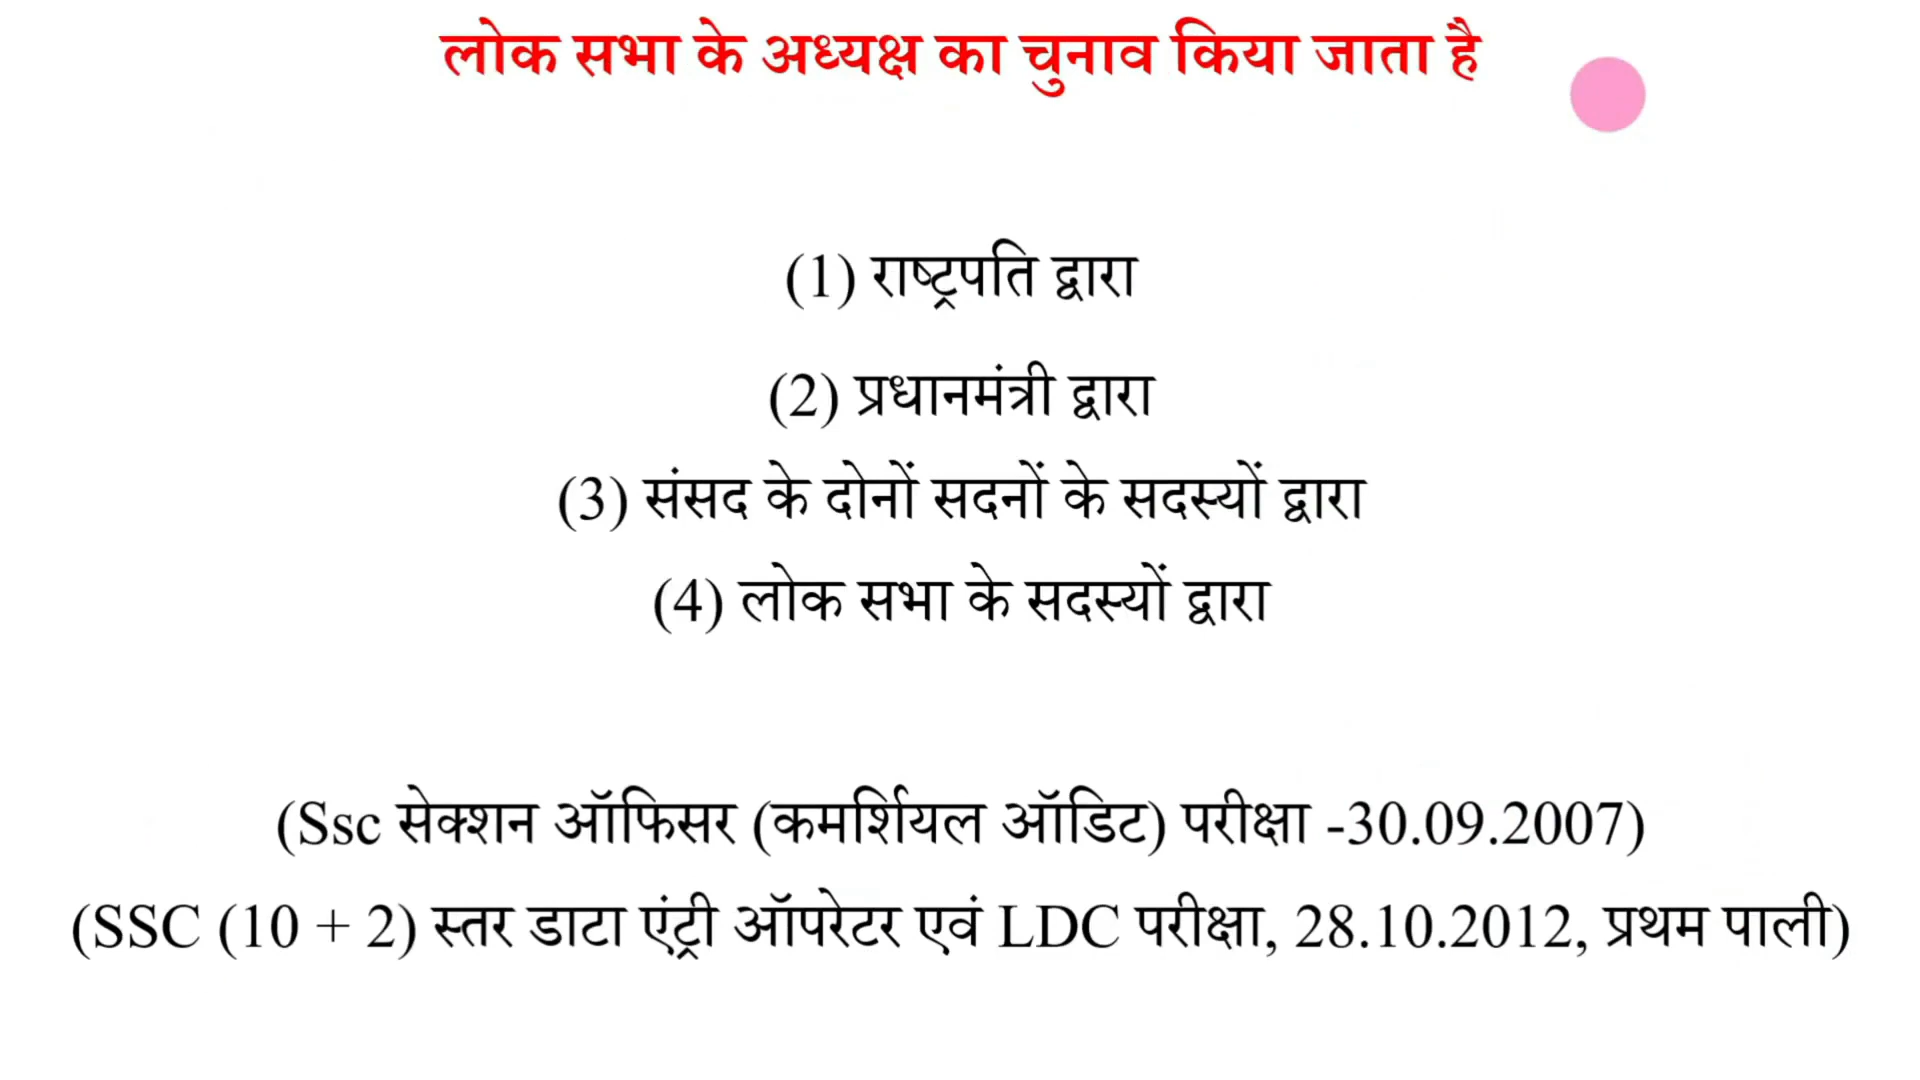 लोक सभा के अध्यक्ष का चुनाव किया जाता है
(1) राष्ट्रपति द्वारा
(2) प्रधानमंत्री द्वारा
(3) संसद के दोनों सदनों के सदस्यों द्वारा
(4) लोक सभा के सदस्यों द्वारा
(Ssc सेक्शन ऑफिसर (कमर्शियल ऑडिट) परीक्षा -30.09.2007)
(SSC (10 + 2) स्तर डाटा एंट्री ऑपरेटर एवं LDC परीक्षा, 28.10.2012, प्रथम पाली)